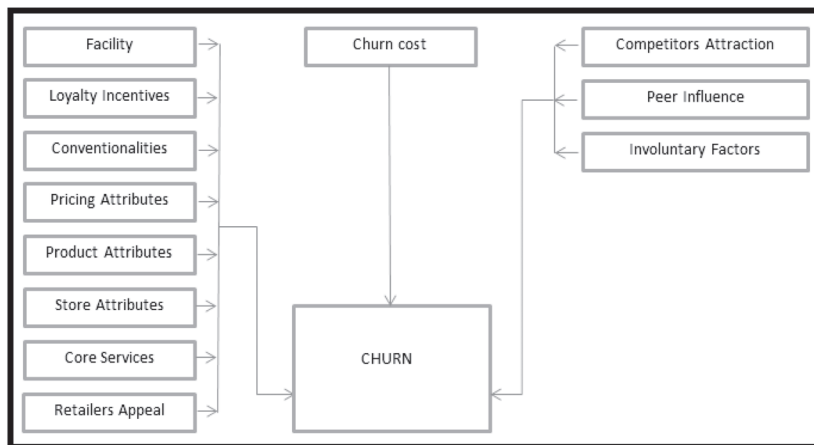 Facility
Loyalty Incentives
Conventionalities
Pricing Attributes
Product Attributes
Store Attributes
Core Services
Retailers Appeal
Churn cost
CHURN
Competitors Attraction
Peer Influence
Involuntary Factors